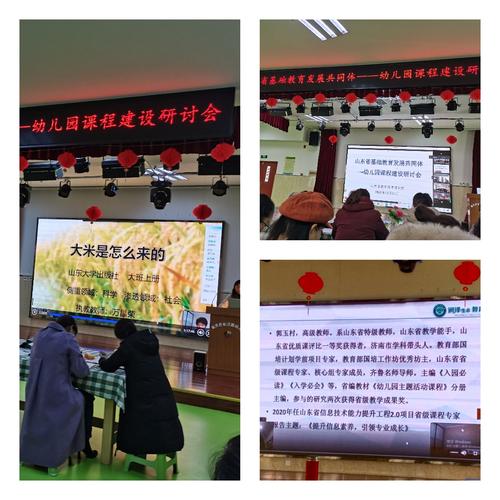 —幼儿园课程建设研讨会
大米是怎么来的
山东大学出版社 大班上册
侧重领域：科学 渗透领域：社会
执教教师：万晶荣
省基础教育发展共同体——幼儿园课程建设研
山东省基础教育发展共同体
—幼儿园课程建设研讨会
郭玉村，高级教师。系山东省特级教师，山东省教学能手，山
东省优质课评比一等奖获得者，济南市学科带头人。教育部国
培计划学前项目专家，教育部国培工作坊优秀坊主，山东省省
级课程专家、核心组专家成员，齐鲁名师导师。主编《入园必
读》《入学必会》等，省编教材《幼儿园主题活动课程》分册
主编，参与的研究两次获得省级教学成果奖。
2020年任山东省信息技术能力提升工程2.0项目省级课程专家
报告主题：《提升信息素养，引领专业成长》